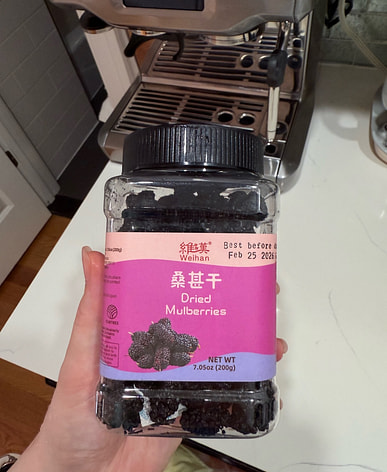 維漢®
Weihan
Best before d
Feb 25 2026
桑葚干
Dried
Mulberries
NET WT
7.05oz (200g)